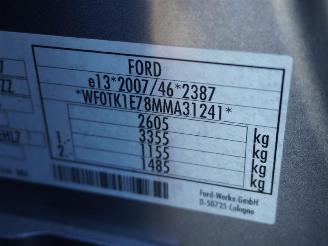 FORD
e13*2007/46*2387
*WF0TK1E78MMA31241*
2605 kg
3355 kg
1.- 1155 kg
2.- 1485 kg
Ford-Werke GmbH
D-50725 Cologne